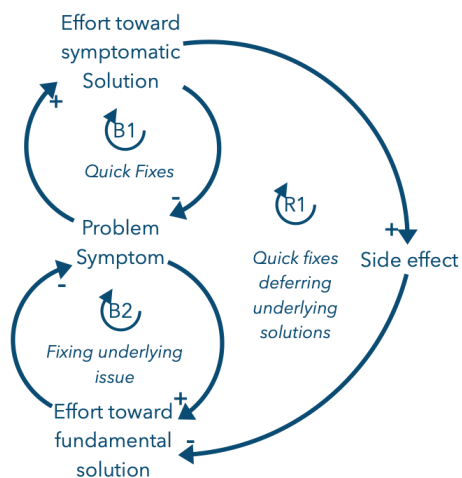 Effort toward
symptomatic
Solution
+
B1
Quick Fixes
-
Problem
Symptom
-
B2
Fixing underlying
issue
+
Effort toward
fundamental
solution
-
R1
Quick fixes
deferring
underlying
solutions
+
Side effect